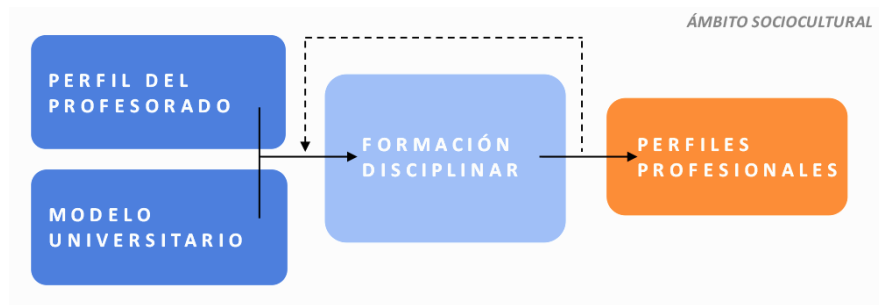 ÁMBITO SOCIOCULTURAL
PERFIL DEL
PROFESORADO
MODELO
UNIVERSITARIO
FORMACIÓN
DISCIPLINAR
PERFILES
PROFESIONALES